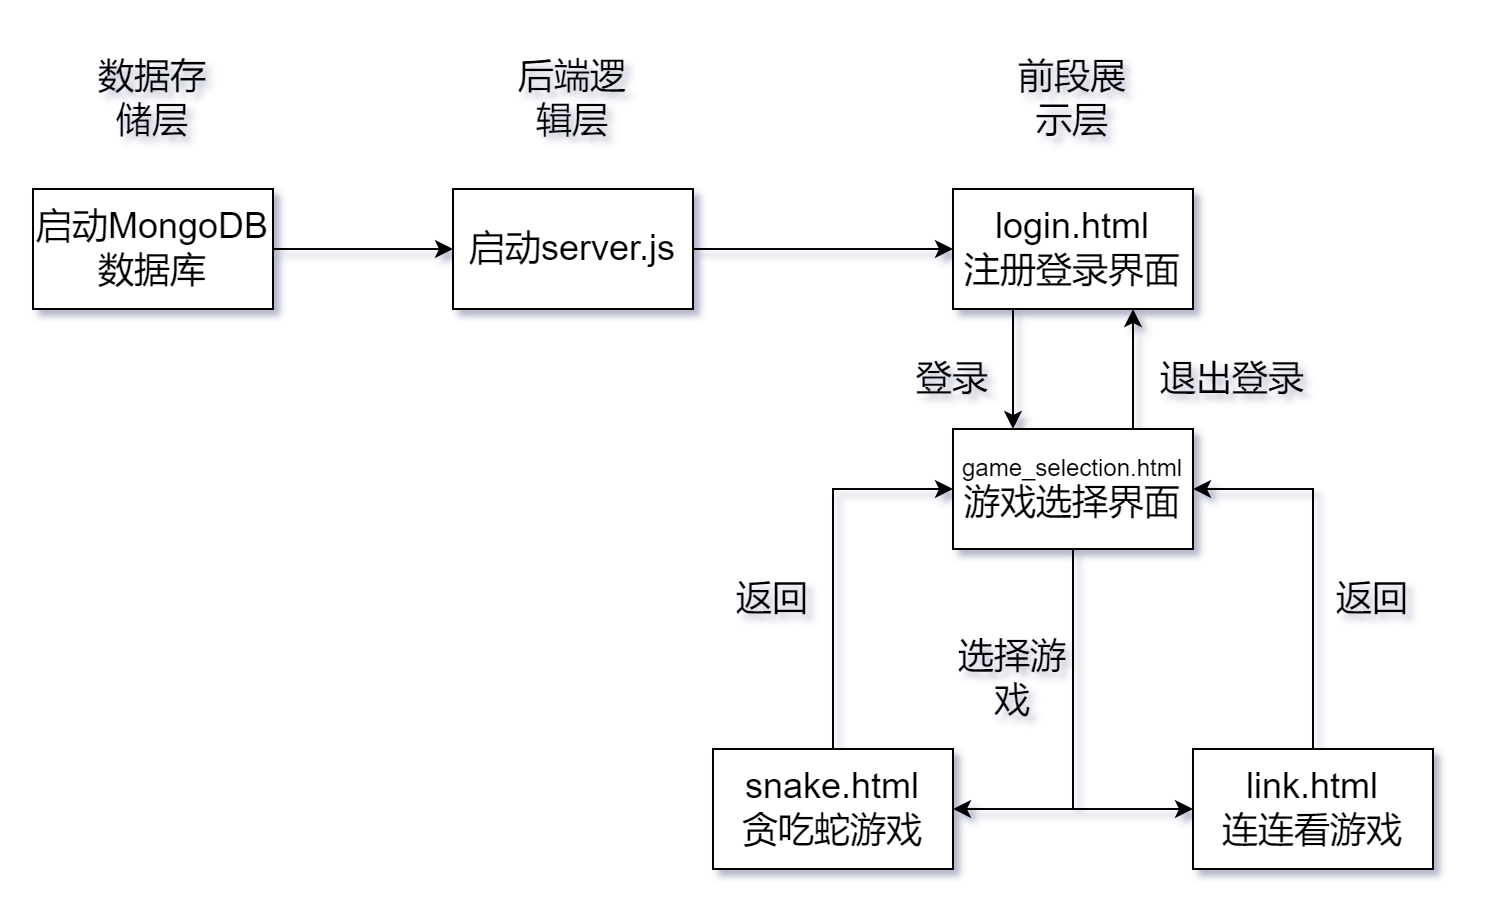 数据存
储层
后端逻
辑层
前段展
示层
启动MongoDB
数据库
启动server.js
login.html
注册登录界面
登录
退出登录
game_selection.html
游戏选择界面
返回
返回
选择游
戏
snake.html
贪吃蛇游戏
link.html
连连看游戏